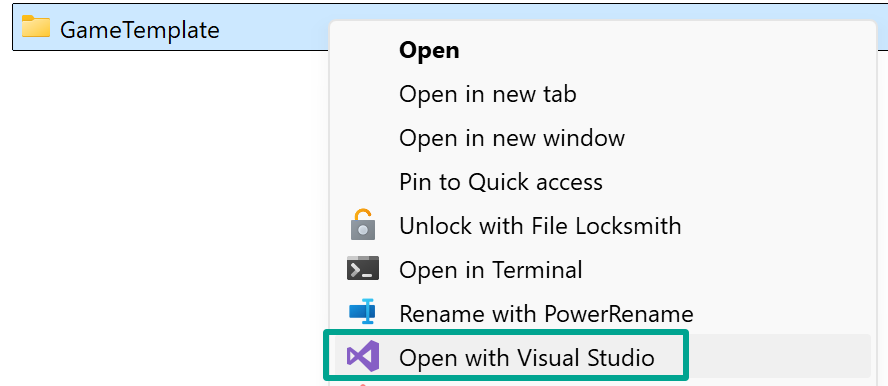 GameTemplate
Open
Open in new tab
Open in new window
Pin to Quick access
Unlock with File Locksmith
Open in Terminal
Rename with PowerRename
Open with Visual Studio